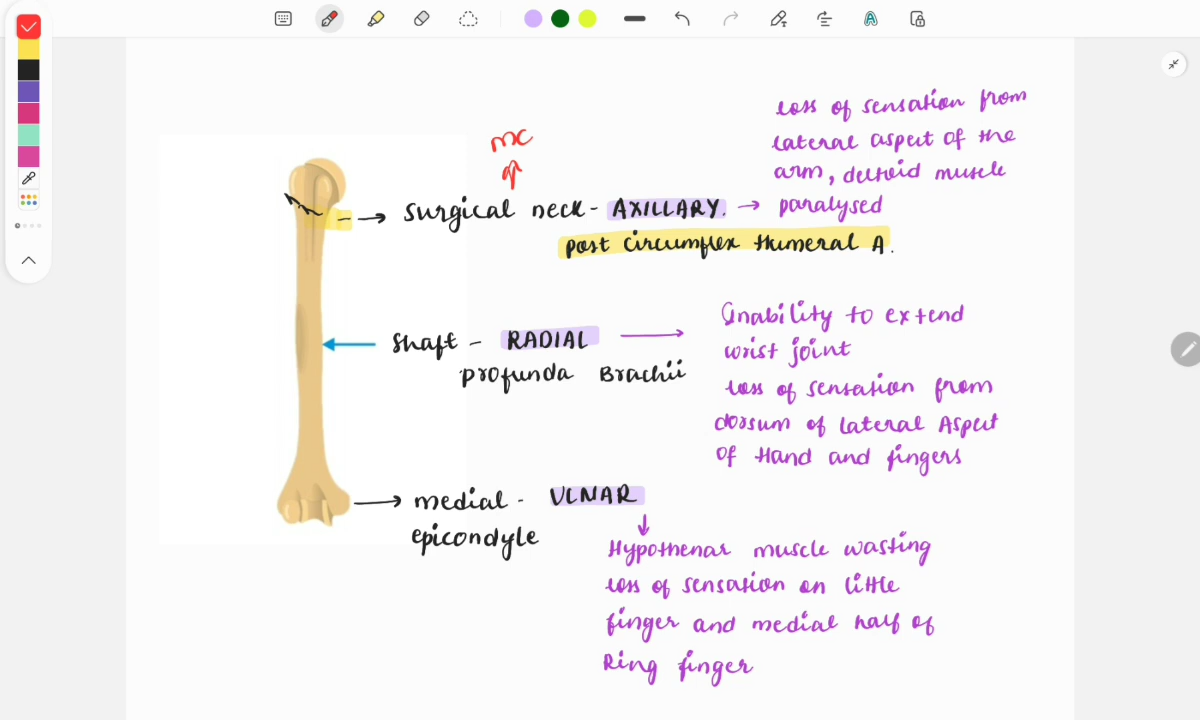 mc
loss of sensation from
lateral aspect of the
arm, deltoid muscle
surgical neck - AXILLARY. → paralysed
post circumflex Humeral A.
Shaft - RADIAL
profunda Brachii
Inability to extend
wrist joint
loss of sensation from
dorsum of lateral Aspect
of Hand and fingers
medial - ULNAR
epicondyle
Hypothenar muscle wasting
loss of sensation on little
finger and medial half of
Ring finger